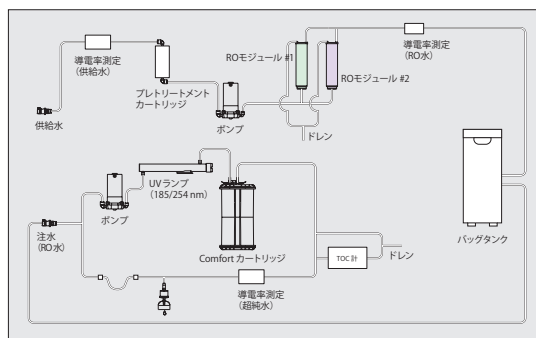 導電率測定
(供給水)
供給水
プレトリートメント
カートリッジ
ポンプ
ROモジュール #1
ROモジュール #2
ドレン
導電率測定
(RO水)
バッグタンク
UVランプ
(185/254 nm)
ポンプ
注水
(RO水)
Comfort カートリッジ
導電率測定
(超純水)
TOC 計
ドレン